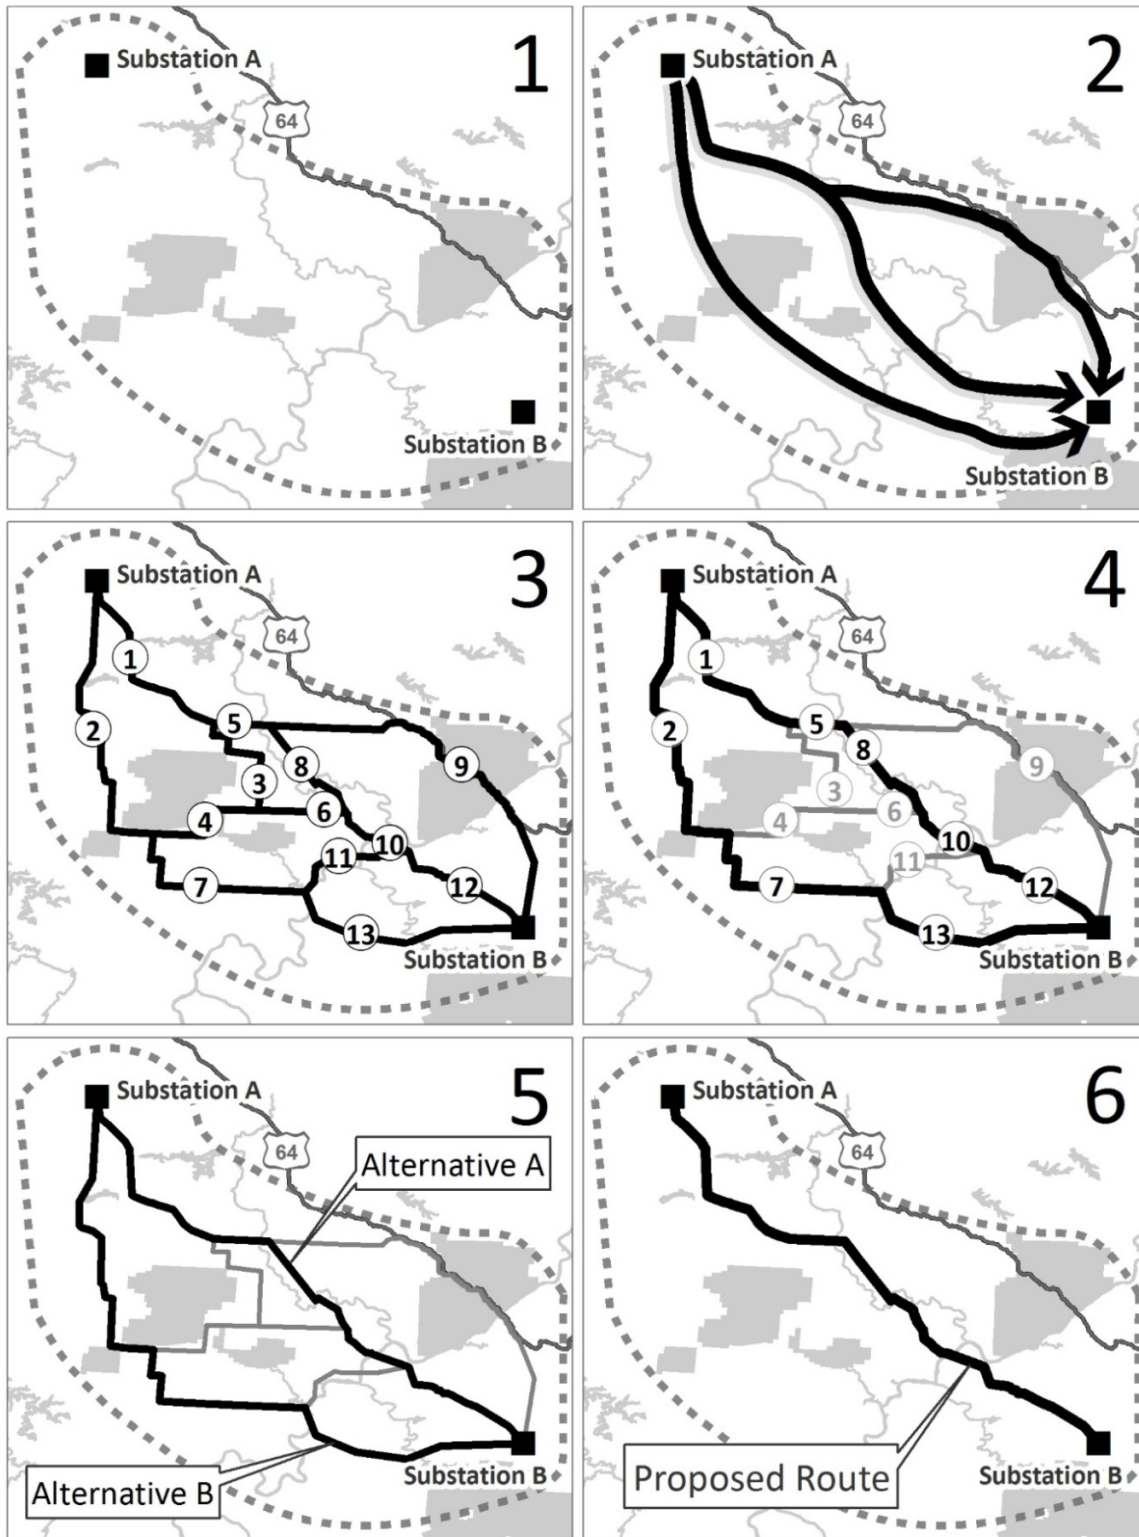 1
Substation A
64
Substation B
2
Substation A
64
Substation B
3
Substation A
64
1
2
5
8
9
3
6
4
10
11
7
12
13
Substation B
4
Substation A
64
1
2
5
8
9
3
6
4
10
11
7
12
13
Substation B
5
Substation A
64
Alternative A
Substation B
Alternative B
6
Substation A
64
Proposed Route
Substation B